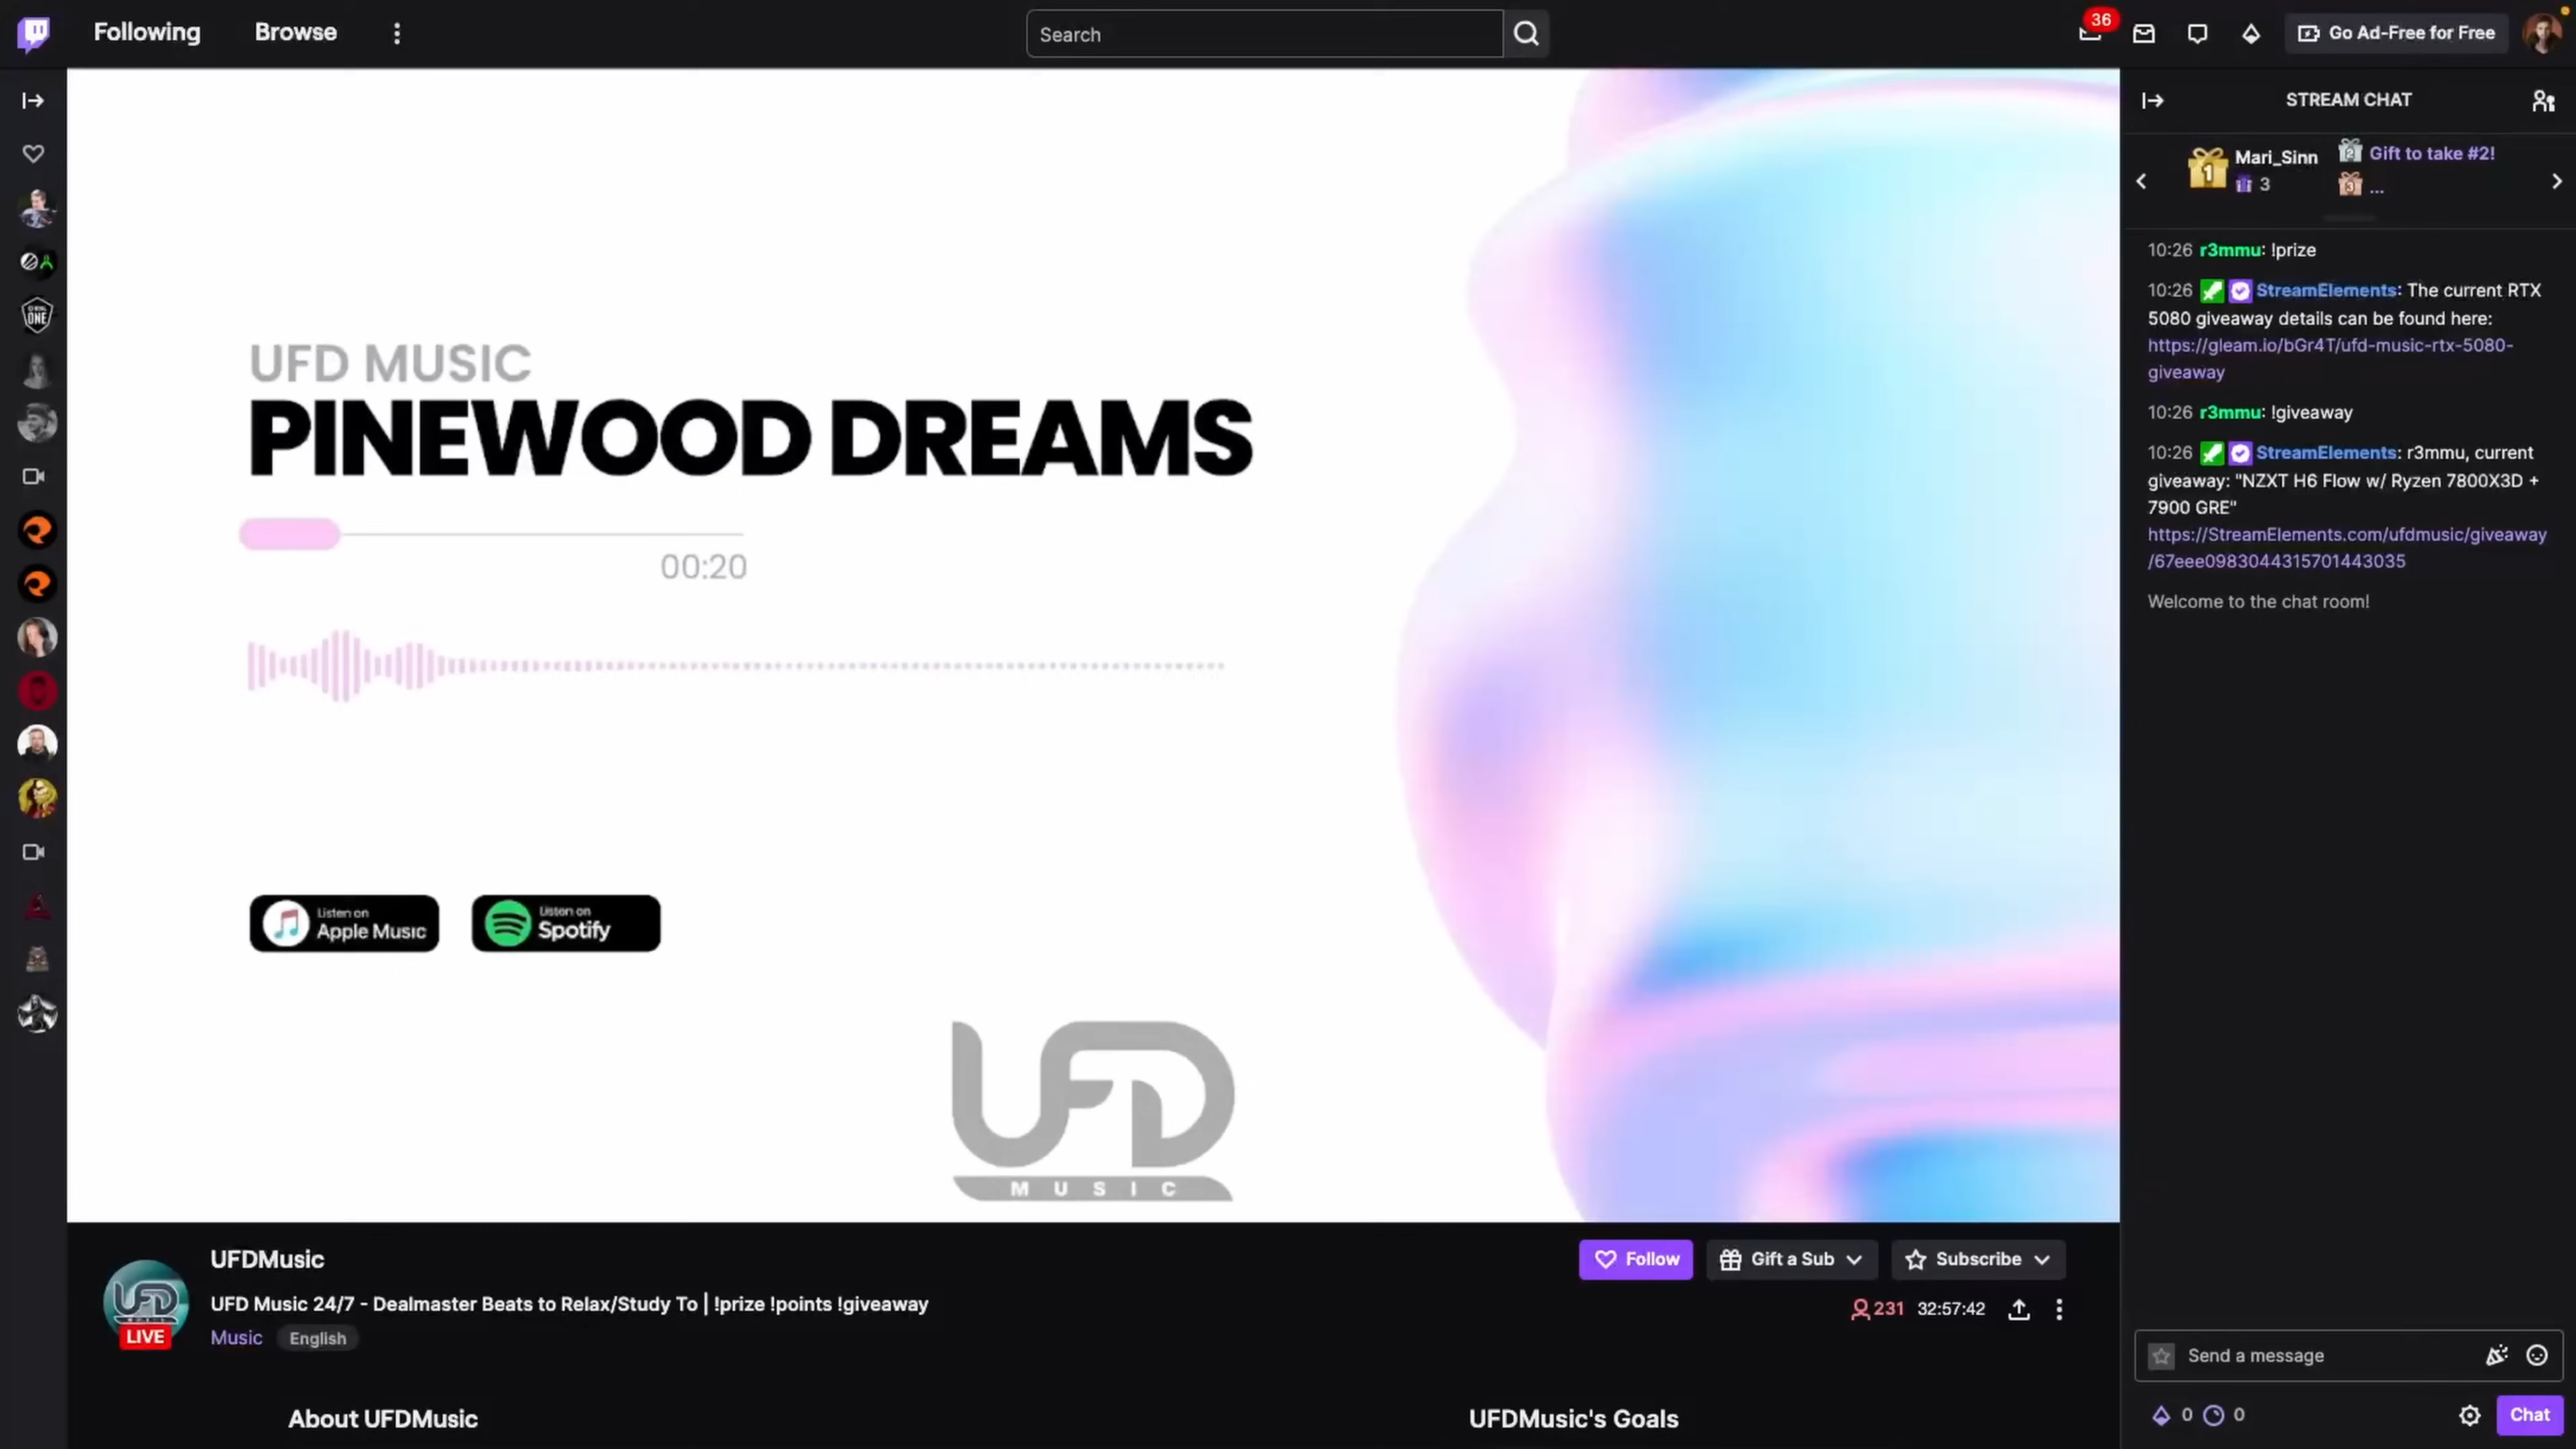 Following
Browse
Search
36
Go Ad-Free for Free
STREAM CHAT
1
Mari_Sinn
3
2
Gift to take #2!
3
...
10:26 r3mmu: !prize
10:26 StreamElements: The current RTX
5080 giveaway details can be found here:
https://gleam.io/bGr4T/ufd-music-rtx-5080-
giveaway
10:26 r3mmu: !giveaway
10:26 StreamElements: r3mmu, current
giveaway: "NZXT H6 Flow w/ Ryzen 7800X3D +
7900 GRE"
https://StreamElements.com/ufdmusic/giveaway
/67eee0983044315701443035
Welcome to the chat room!
UFD MUSIC
PINEWOOD DREAMS
00:20
Listen on
Apple Music
Listen on
Spotify
UFD
MUSIC
UFD
LIVE
UFDMusic
UFD Music 24/7 - Dealmaster Beats to Relax/Study To | !prize !points !giveaway
Music
English
Follow
Gift a Sub
Subscribe
231
32:57:42
About UFDMusic
UFDMusic's Goals
Send a message
0
0
Chat